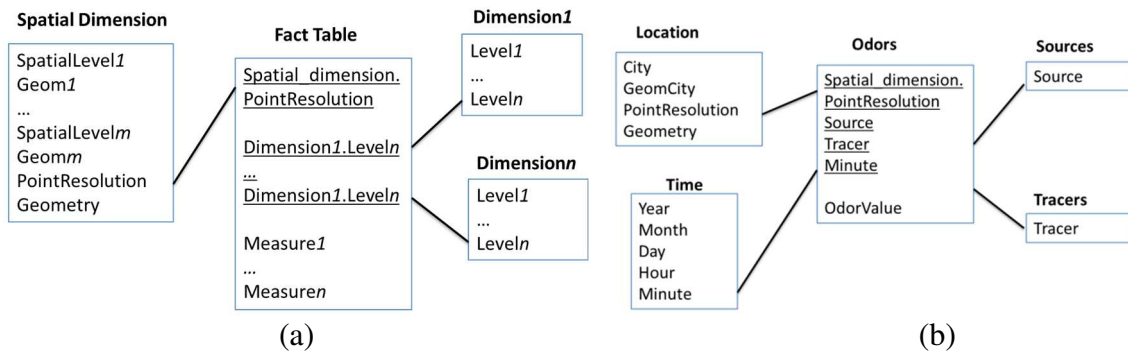 Spatial Dimension
SpatialLevel1
Geom1
...
SpatialLevelm
Geomm
PointResolution
Geometry
Fact Table
Spatial_dimension.
PointResolution
Dimension1.Leveln
...
Dimension1.Leveln
Measure1
...
Measuren
Dimension1
Level1
...
Leveln
Dimensionn
Level1
...
Leveln
(a)
Location
City
GeomCity
PointResolution
Geometry
Time
Year
Month
Day
Hour
Minute
Odors
Spatial_dimension.
PointResolution
Source
Tracer
Minute
OdorValue
Sources
Source
Tracers
Tracer
(b)